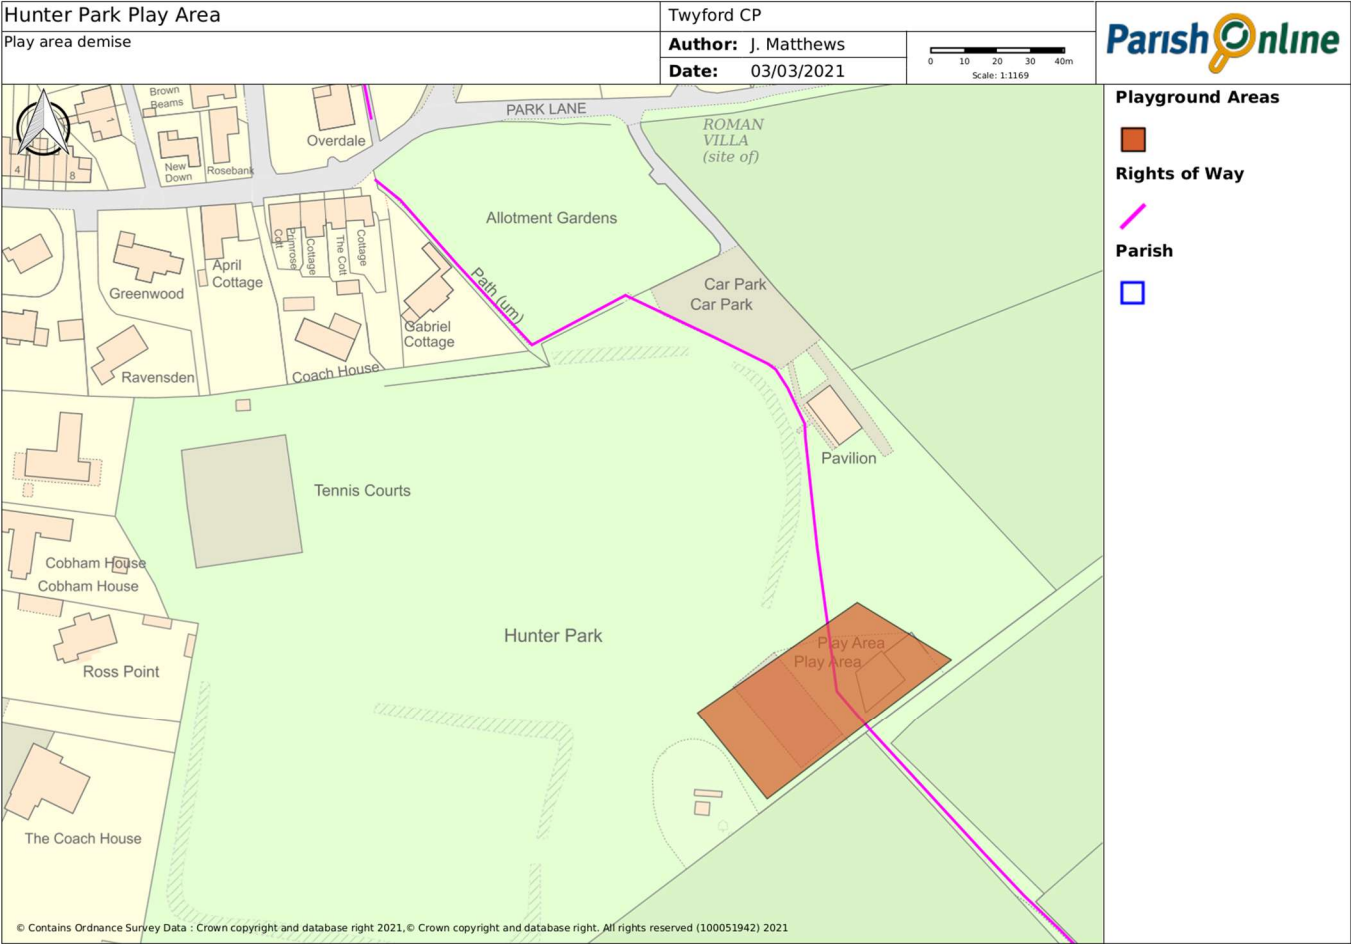 Hunter Park Play Area
Play area demise
Twyford CP
Author: J. Matthews
Date: 03/03/2021
0 10 20 30 40m
Scale: 1:1169
Parish Online
Playground Areas
Rights of Way
Parish
Brown
Beams
1
Overdale
PARK LANE
ROMAN
VILLA
(site of)
4
8
New
Down
Rosebank
Allotment Gardens
Cott
Primrose
Cottage
The Cott
Cottage
April
Cottage
Greenwood
Path (um)
Car Park
Car Park
Gabriel
Cottage
Ravensden
Coach House
Pavilion
Tennis Courts
Cobham House
Cobham House
Hunter Park
Play Area
Play Area
Ross Point
The Coach House
© Contains Ordnance Survey Data : Crown copyright and database right 2021,© Crown copyright and database right. All rights reserved (100051942) 2021